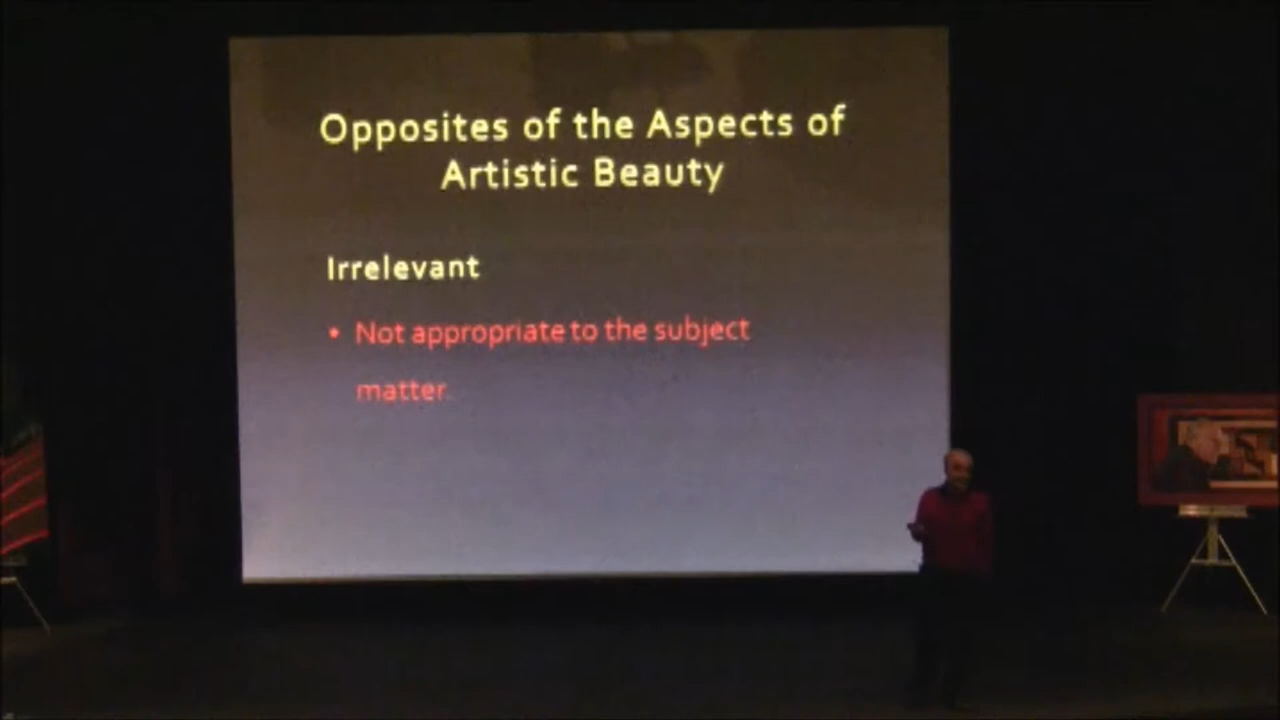 Opposites of the Aspects of
Artistic Beauty
Irrelevant
• Not appropriate to the subject
matter.